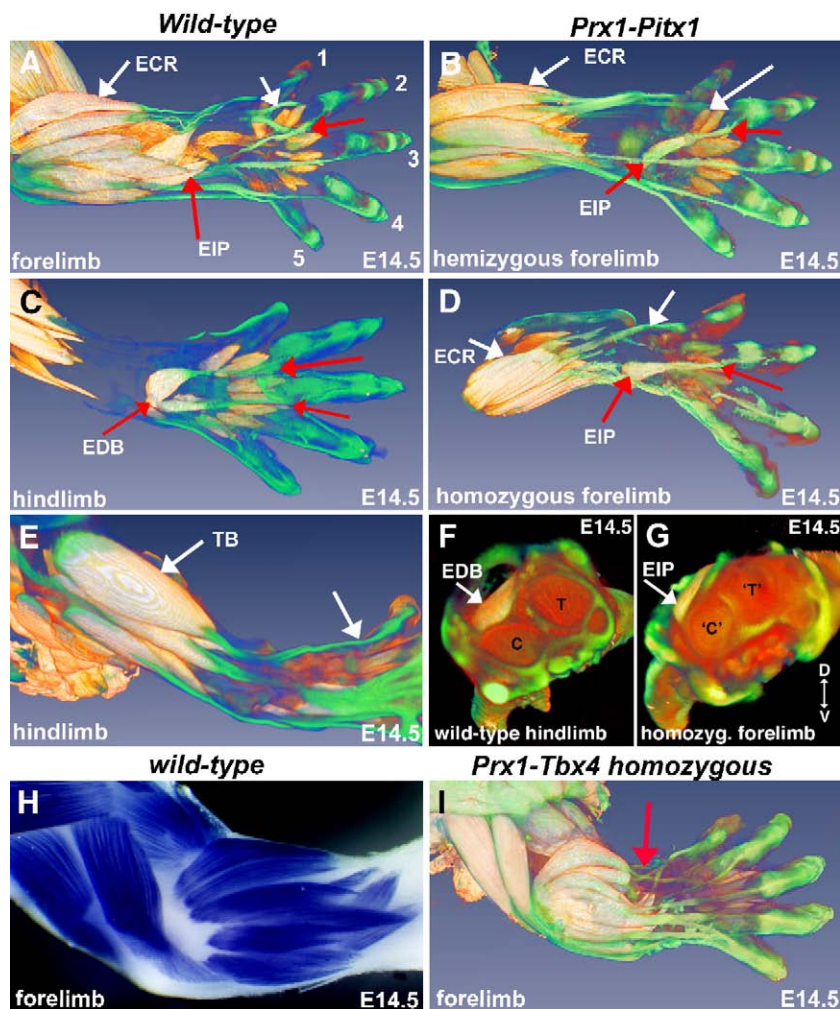 Wild-type
Prx1-Pitx1
A
ECR
1
2
3
4
5
EIP
forelimb
E14.5
B
ECR
EIP
hemizygous forelimb
E14.5
C
EDB
hindlimb
E14.5
D
ECR
EIP
homozygous forelimb
E14.5
E
TB
hindlimb
E14.5
F
E14.5
EDB
T
C
wild-type hindlimb
G
E14.5
EIP
'T'
'C'
D
V
homozyg. forelimb
wild-type
Prx1-Tbx4 homozygous
H
forelimb
E14.5
I
forelimb
E14.5